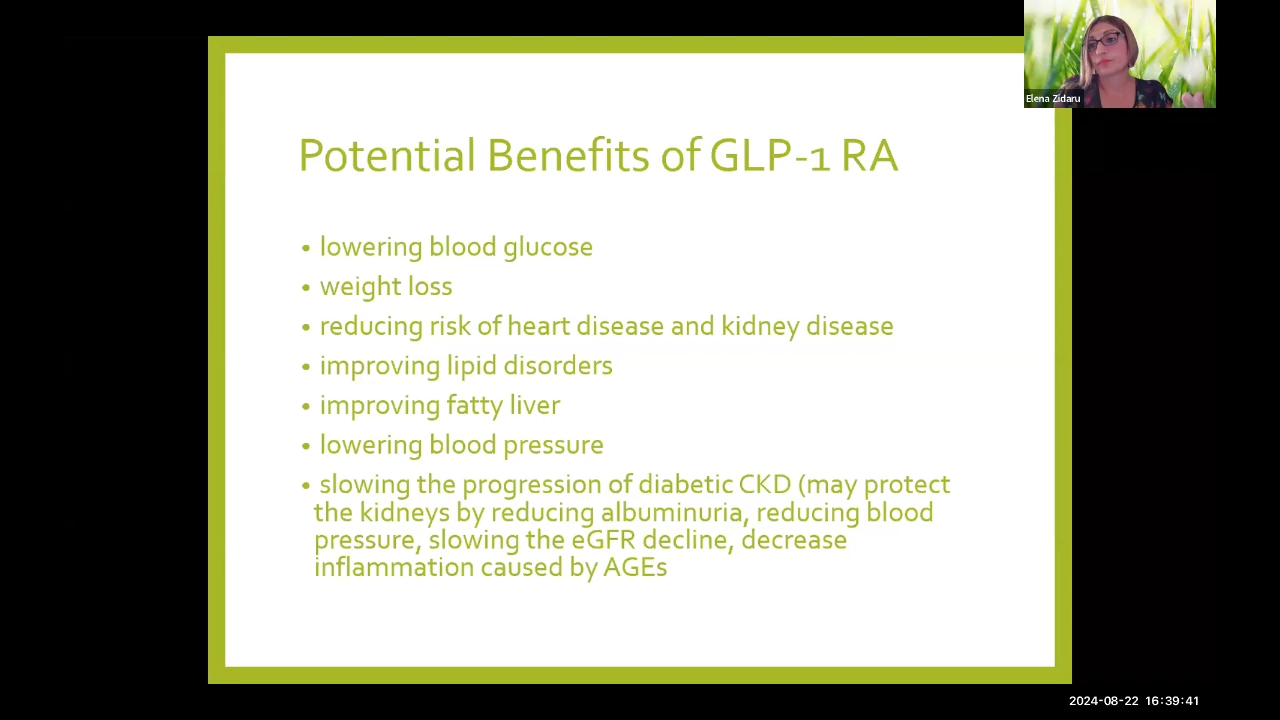 Elena Zidaru
Potential Benefits of GLP-1 RA
• lowering blood glucose
• weight loss
• reducing risk of heart disease and kidney disease
• improving lipid disorders
• improving fatty liver
• lowering blood pressure
• slowing the progression of diabetic CKD (may protect
the kidneys by reducing albuminuria, reducing blood
pressure, slowing the eGFR decline, decrease
inflammation caused by AGEs
2024-08-22 16:39:41